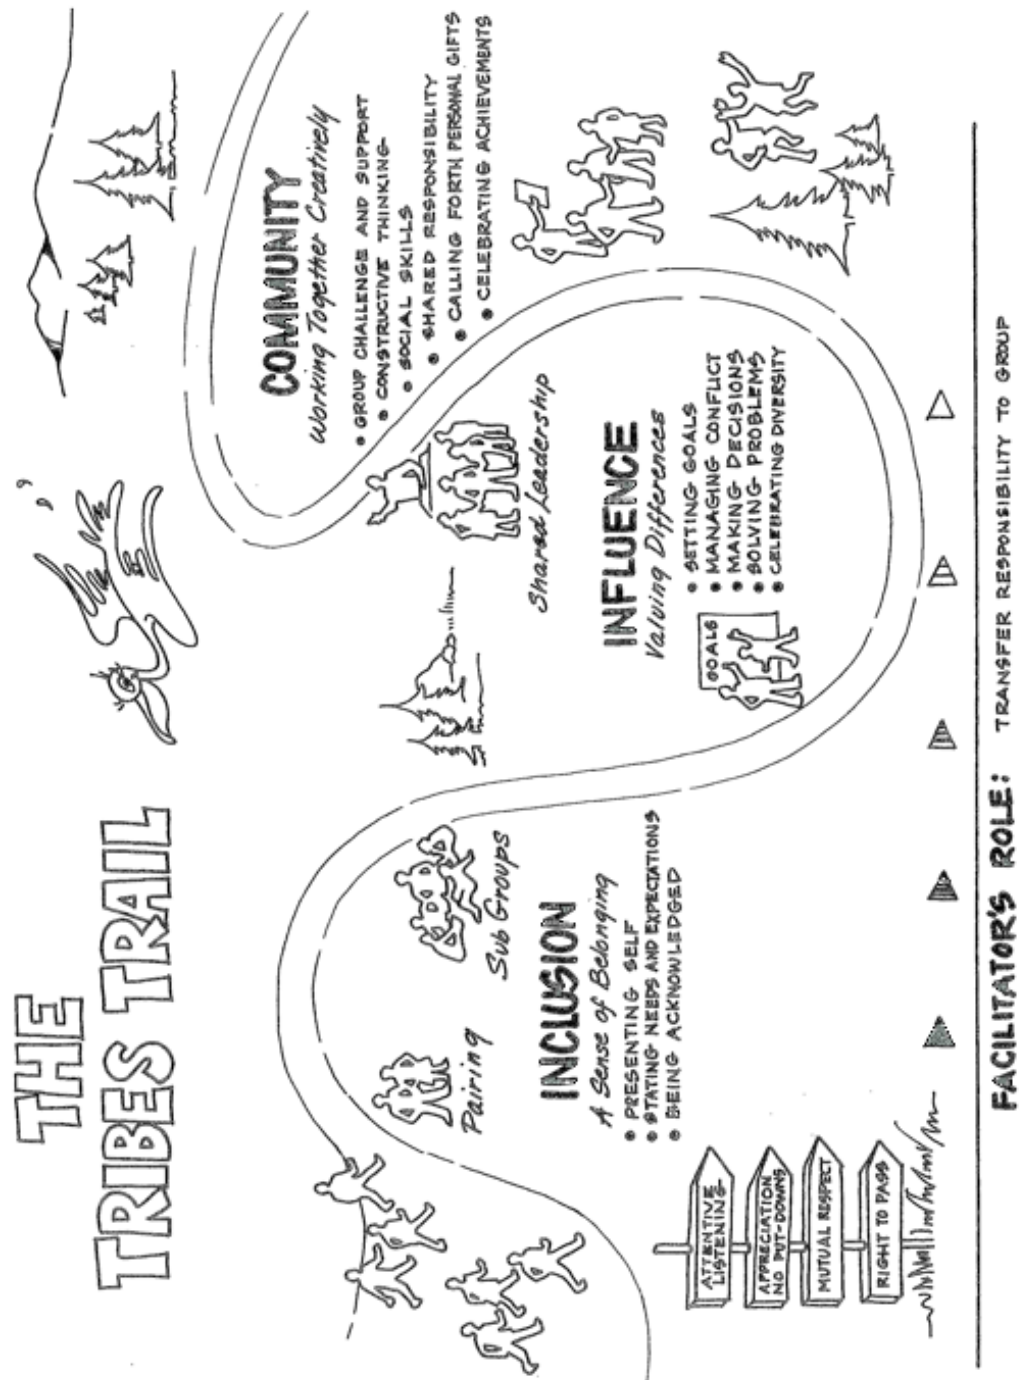 THE
TRIBES TRAIL
COMMUNITY
Working Together Creatively
• GROUP CHALLENGE AND SUPPORT
• CONSTRUCTIVE THINKING
• SOCIAL SKILLS
• SHARED RESPONSIBILITY
• CALLING FORTH PERSONAL GIFTS
• CELEBRATING ACHIEVEMENTS
Shared Leadership
INFLUENCE
Valuing Differences
• SETTING GOALS
• MANAGING CONFLICT
• MAKING DECISIONS
• SOLVING PROBLEMS
• CELEBRATING DIVERSITY
GOALS
Pairing
Sub Groups
INCLUSION
A Sense of Belonging
• PRESENTING SELF
• STATING NEEDS AND EXPECTATIONS
• BEING ACKNOWLEDGED
ATTENTIVE
LISTENING
APPRECIATION
NO PUT-DOWNS
MUTUAL RESPECT
RIGHT TO PASS
FACILITATOR'S ROLE: TRANSFER RESPONSIBILITY TO GROUP